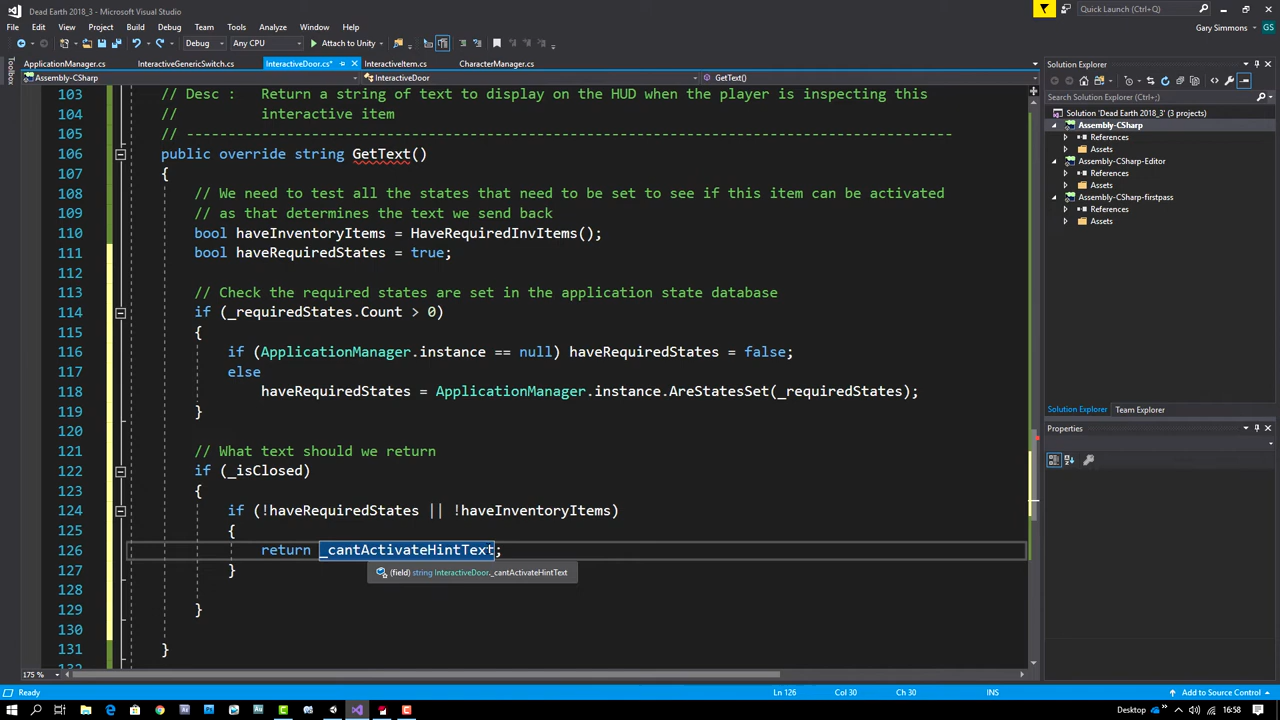 Dead Earth 2018_3 - Microsoft Visual Studio
Quick Launch (Ctrl+Q)
File Edit View Project Build Debug Team Tools Analyze Window Help
Gary Simmons GS
Debug Any CPU Attach to Unity
ApplicationManager.cs InteractiveGenericSwitch.cs InteractiveDoor.cs* InteractiveItem.cs CharacterManager.cs
Assembly-CSharp InteractiveDoor GetText()
Toolbox
103 // Desc : Return a string of text to display on the HUD when the player is inspecting this
104 // interactive item
105 // ------------------------------------------------------------------------------------------
106 public override string GetText()
107 {
108 // We need to test all the states that need to be set to see if this item can be activated
109 // as that determines the text we send back
110 bool haveInventoryItems = HaveRequiredInvItems();
111 bool haveRequiredStates = true;
112
113 // Check the required states are set in the application state database
114 if (_requiredStates.Count > 0)
115 {
116 if (ApplicationManager.instance == null) haveRequiredStates = false;
117 else
118 haveRequiredStates = ApplicationManager.instance.AreStatesSet(_requiredStates);
119 }
120
121 // What text should we return
122 if (_isClosed)
123 {
124 if (!haveRequiredStates || !haveInventoryItems)
125 {
126 return _cantActivateHintText;
127 }
(field) string InteractiveDoor._cantActivateHintText
128
129 }
130
131 }
132
175 %
Solution Explorer
Search Solution Explorer (Ctrl+;)
Solution 'Dead Earth 2018_3' (3 projects)
Assembly-CSharp
References
Assets
Assembly-CSharp-Editor
References
Assets
Assembly-CSharp-firstpass
References
Assets
Solution Explorer Team Explorer
Properties
Ready Ln 126 Col 30 Ch 30 INS Add to Source Control
Desktop 16:58